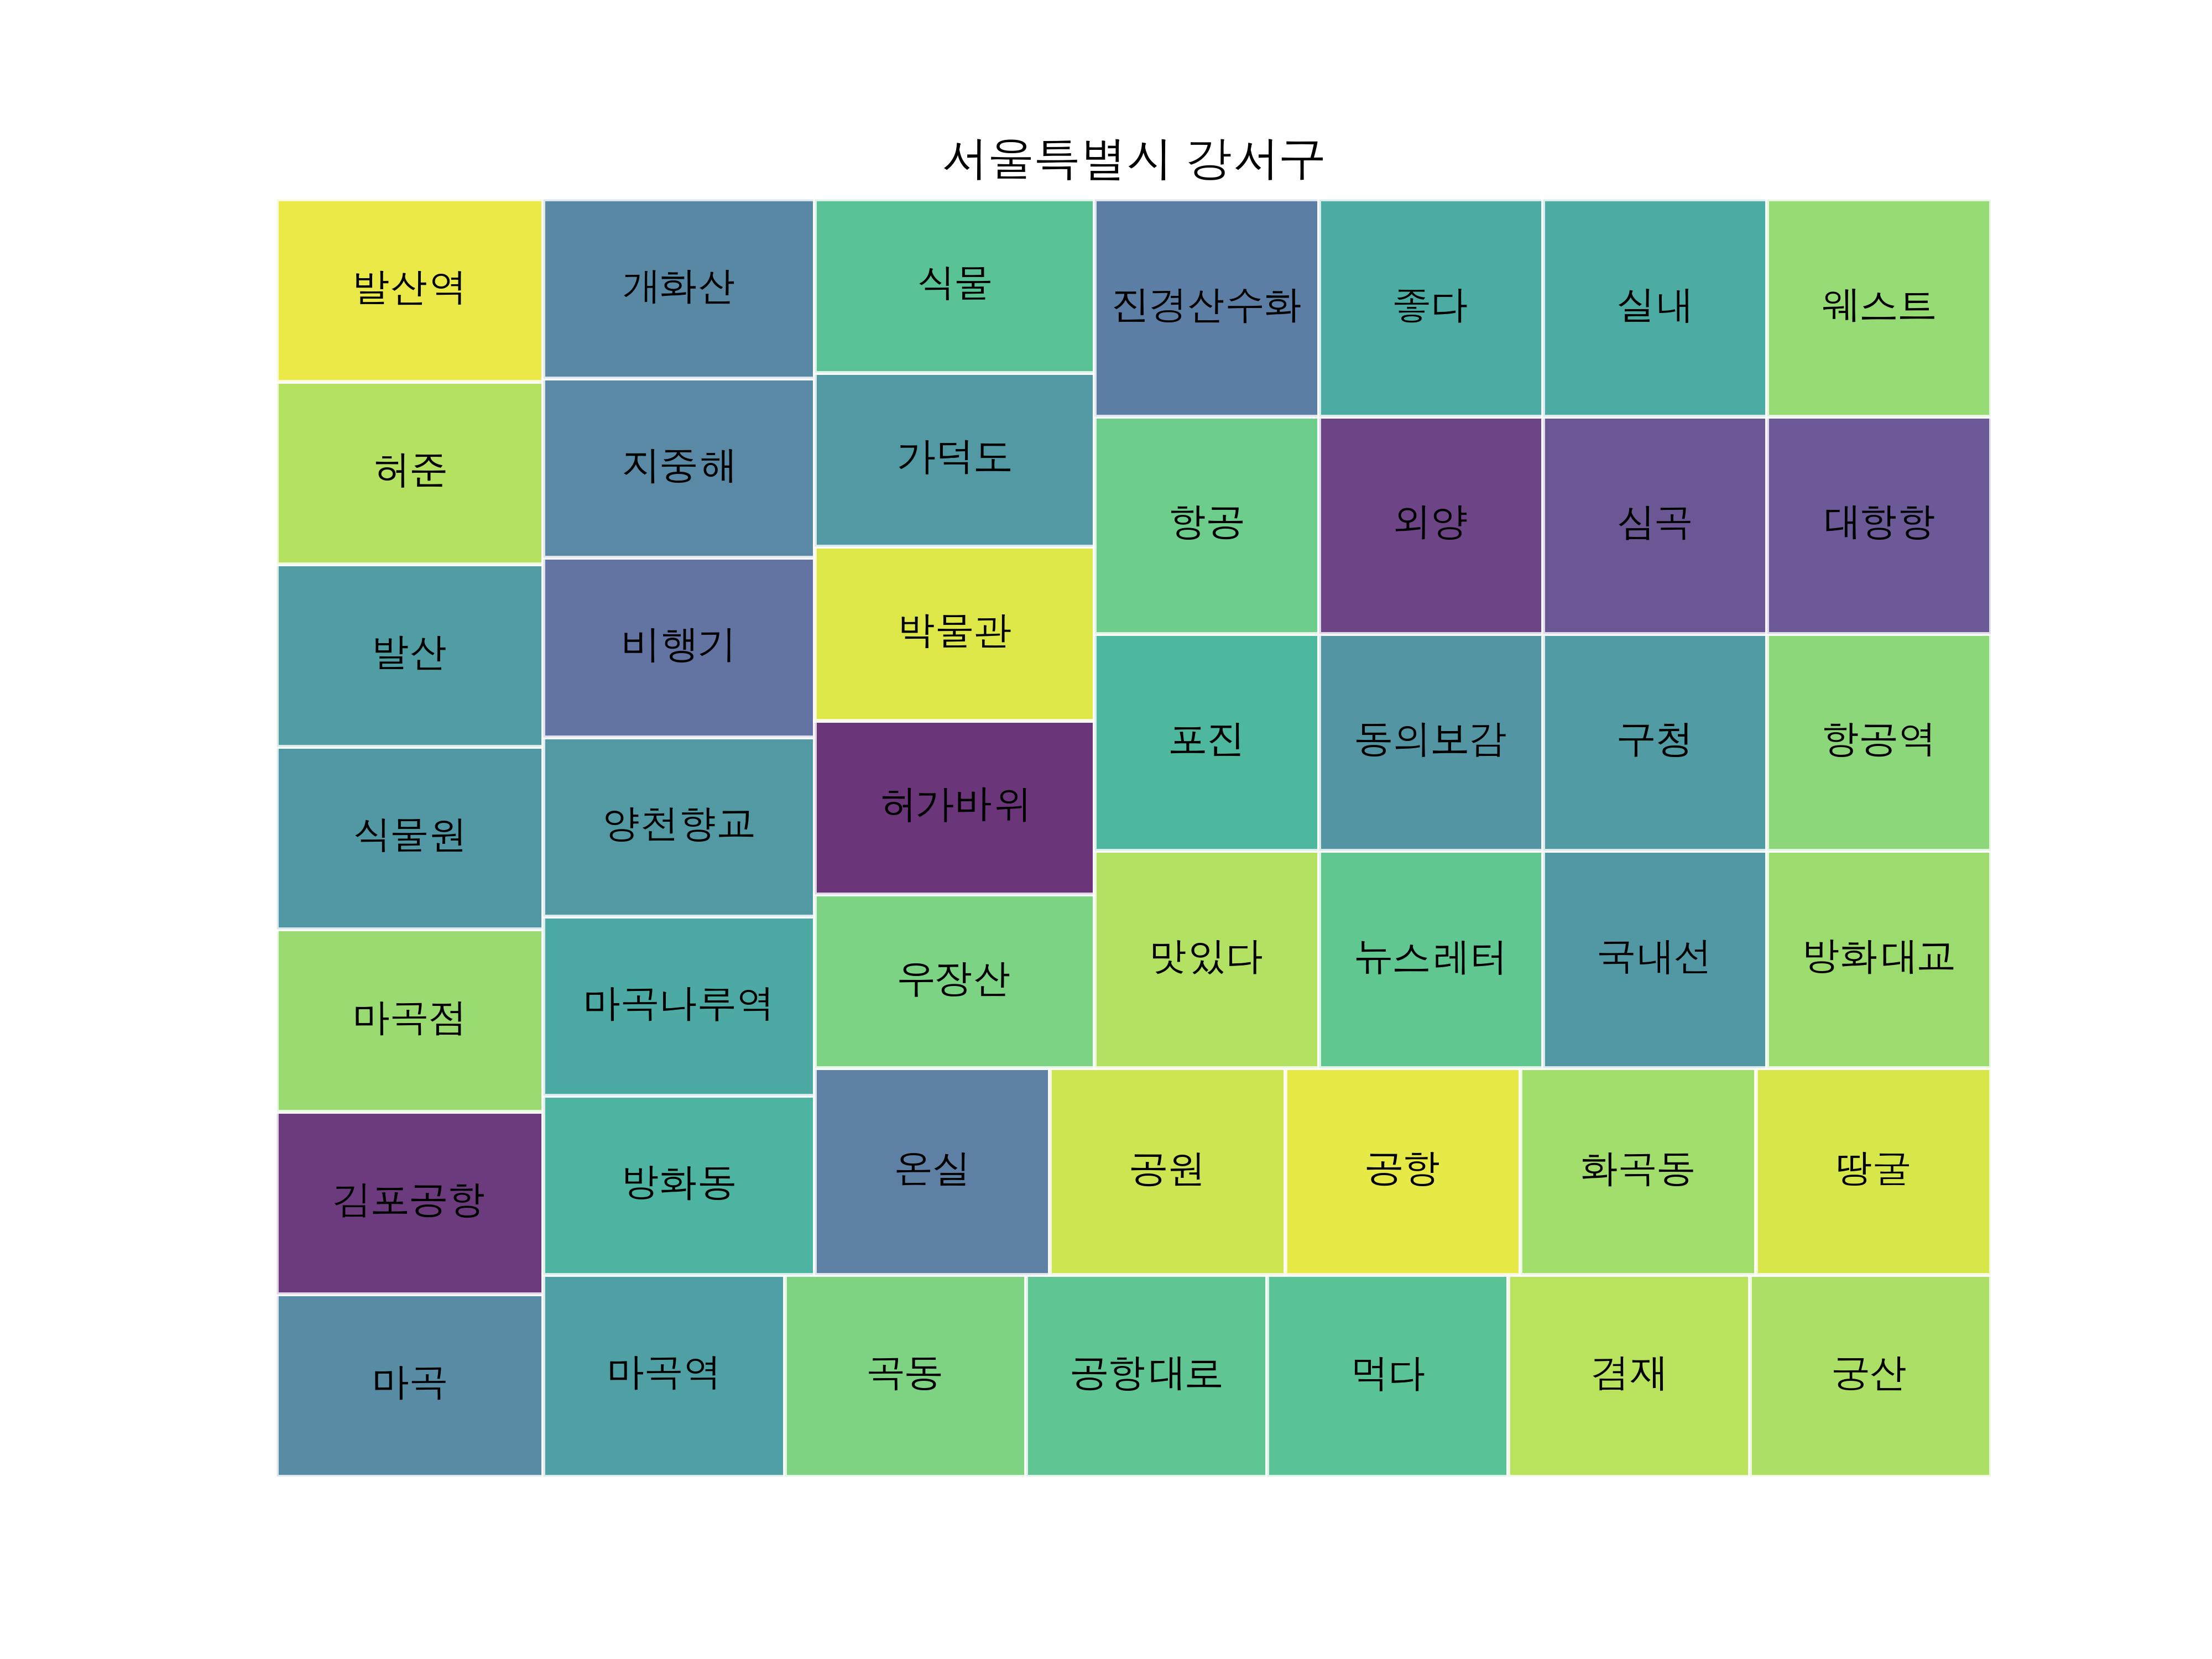 서울특별시 강서구
발산역
개화산
식물
진경산수화
좋다
실내
웨스트
허준
지중해
가덕도
항공
외양
심곡
대항항
발산
비행기
박물관
포진
동의보감
구청
항공역
식물원
양천향교
허가바위
맛있다
뉴스레터
국내선
방화대교
마곡점
마곡나루역
우장산
김포공항
방화동
온실
공원
공항
화곡동
땅굴
마곡
마곡역
곡동
공항대로
먹다
겸재
궁산